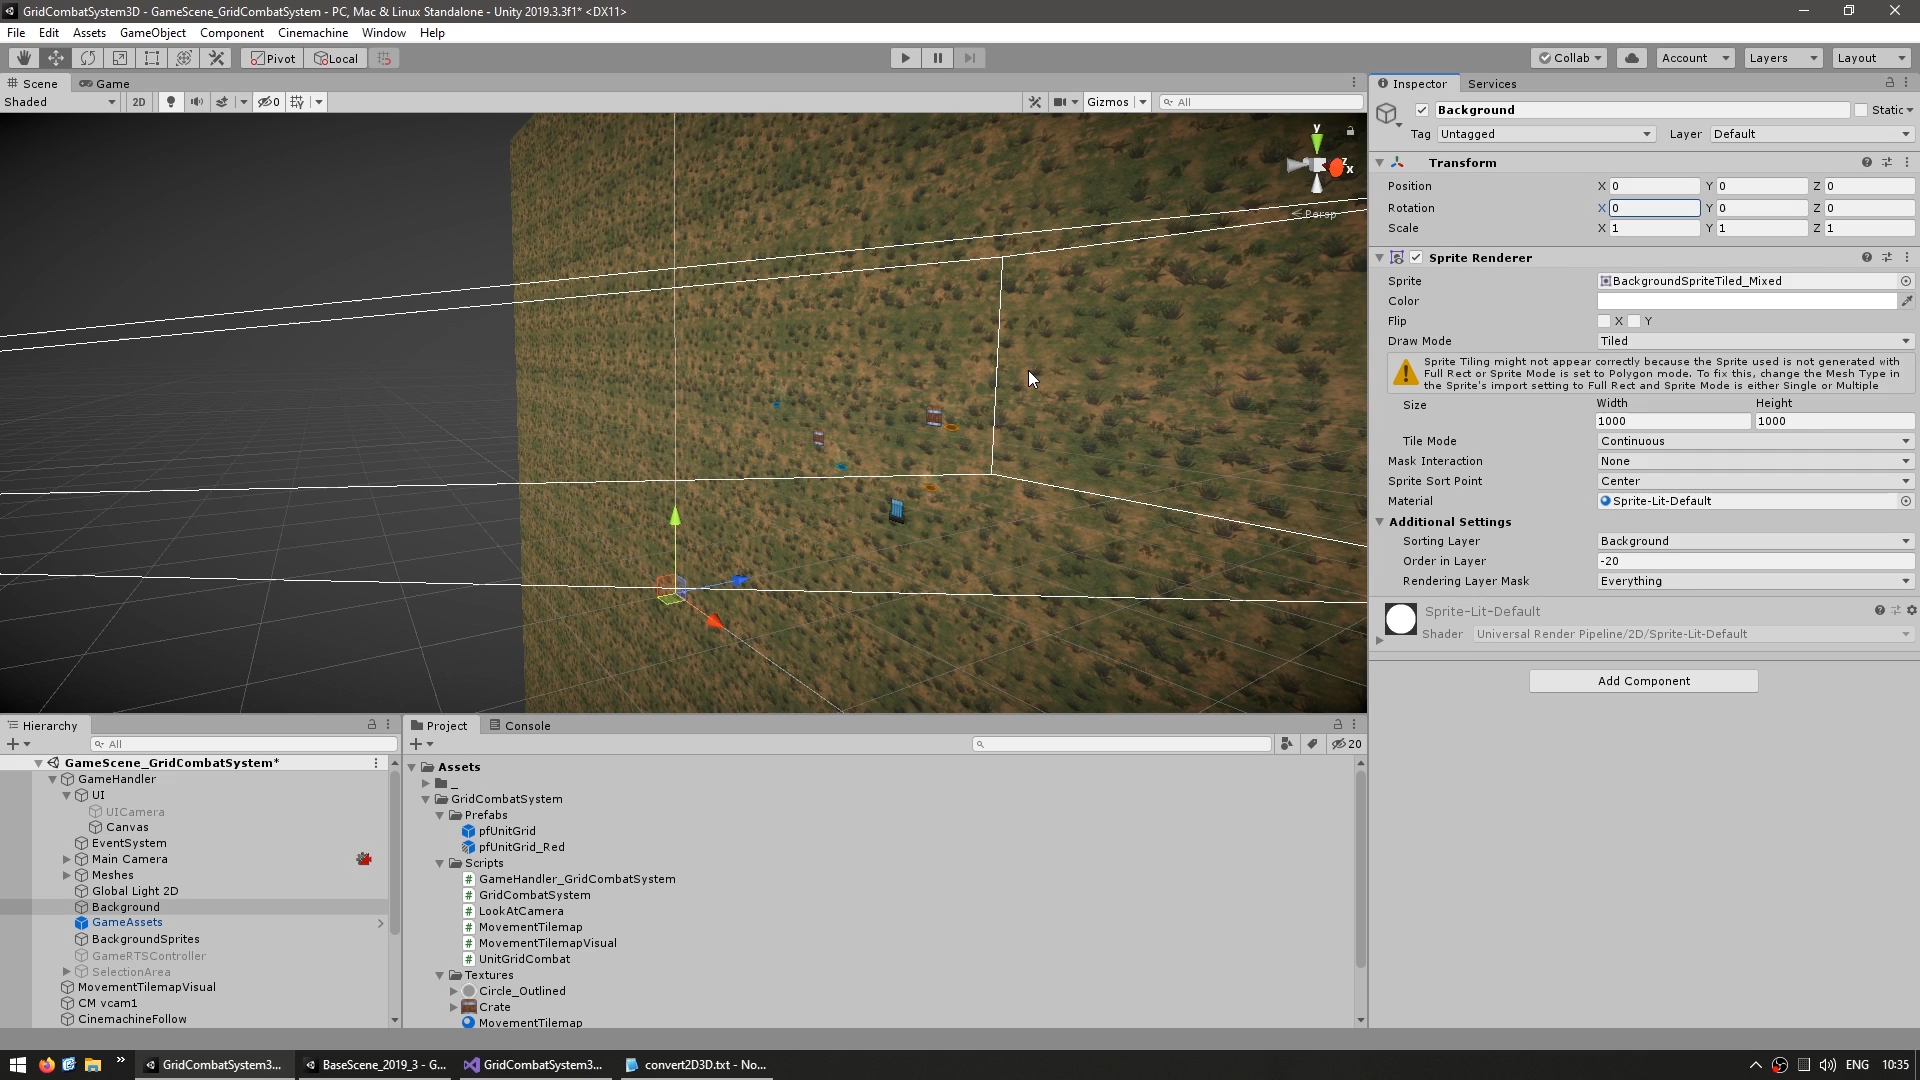 GridCombatSystem3D - GameScene_GridCombatSystem - PC, Mac & Linux Standalone - Unity 2019.3.3f1* <DX11>
File Edit Assets GameObject Component Cinemachine Window Help
Pivot Local Collab Account Layers Layout
Scene Game
Shaded 2D 0 Gizmos All
y
z
x
Persp
Inspector Services
Background Static
Tag Untagged Layer Default
Transform
Position X 0 Y 0 Z 0
Rotation X 0 Y 0 Z 0
Scale X 1 Y 1 Z 1
Sprite Renderer
Sprite BackgroundSpriteTiled_Mixed
Color
Flip X Y
Draw Mode Tiled
Sprite Tiling might not appear correctly because the Sprite used is not generated with
Full Rect or Sprite Mode is set to Polygon mode. To fix this, change the Mesh Type in
the Sprite's import setting to Full Rect and Sprite Mode is either Single or Multiple
Size Width Height
1000 1000
Tile Mode Continuous
Mask Interaction None
Sprite Sort Point Center
Material Sprite-Lit-Default
Additional Settings
Sorting Layer Background
Order in Layer -20
Rendering Layer Mask Everything
Sprite-Lit-Default
Shader Universal Render Pipeline/2D/Sprite-Lit-Default
Add Component
Hierarchy
All
GameScene_GridCombatSystem*
GameHandler
UI
UICamera
Canvas
EventSystem
Main Camera
Meshes
Global Light 2D
Background
GameAssets
BackgroundSprites
GameRTSController
SelectionArea
MovementTilemapVisual
CM vcam1
CinemachineFollow
Project Console
20
Assets
_
GridCombatSystem
Prefabs
pfUnitGrid
pfUnitGrid_Red
Scripts
GameHandler_GridCombatSystem
GridCombatSystem
LookAtCamera
MovementTilemap
MovementTilemapVisual
UnitGridCombat
Textures
Circle_Outlined
Crate
MovementTilemap
GridCombatSystem3... BaseScene_2019_3 - G... GridCombatSystem3... convert2D3D.txt - No... ENG 10:35